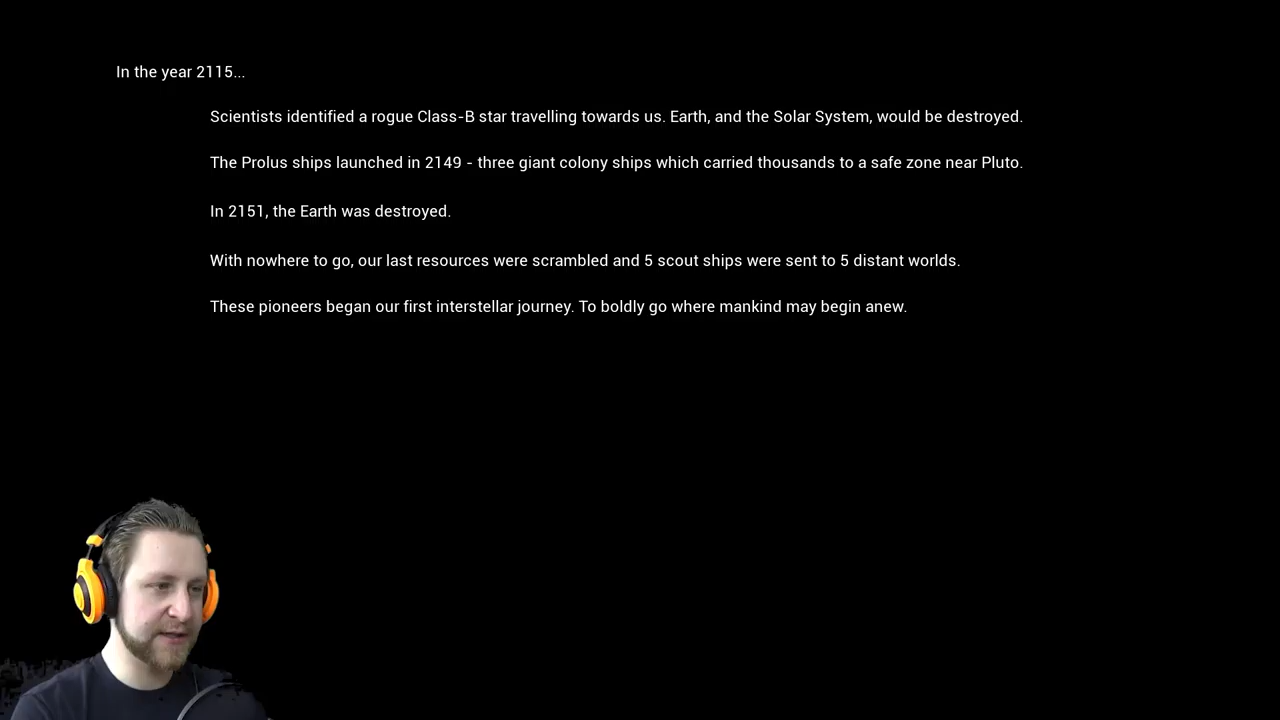 In the year 2115...
Scientists identified a rogue Class-B star travelling towards us. Earth, and the Solar System, would be destroyed.
The Prolus ships launched in 2149 - three giant colony ships which carried thousands to a safe zone near Pluto.
In 2151, the Earth was destroyed.
With nowhere to go, our last resources were scrambled and 5 scout ships were sent to 5 distant worlds.
These pioneers began our first interstellar journey. To boldly go where mankind may begin anew.